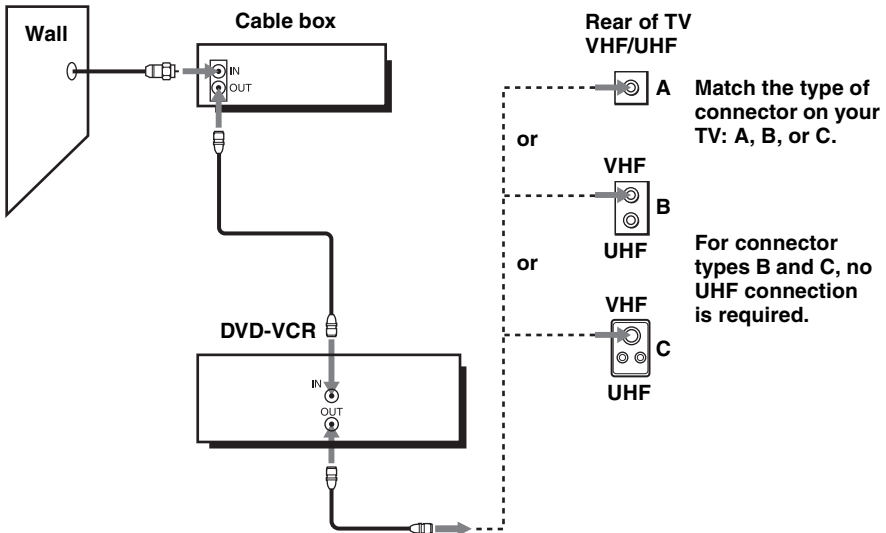 Wall
Cable box
IN
OUT
Rear of TV
VHF/UHF
A
Match the type of
connector on your
TV: A, B, or C.
or
VHF
B
UHF
or
For connector
types B and C, no
UHF connection
is required.
VHF
C
UHF
DVD-VCR
IN
OUT